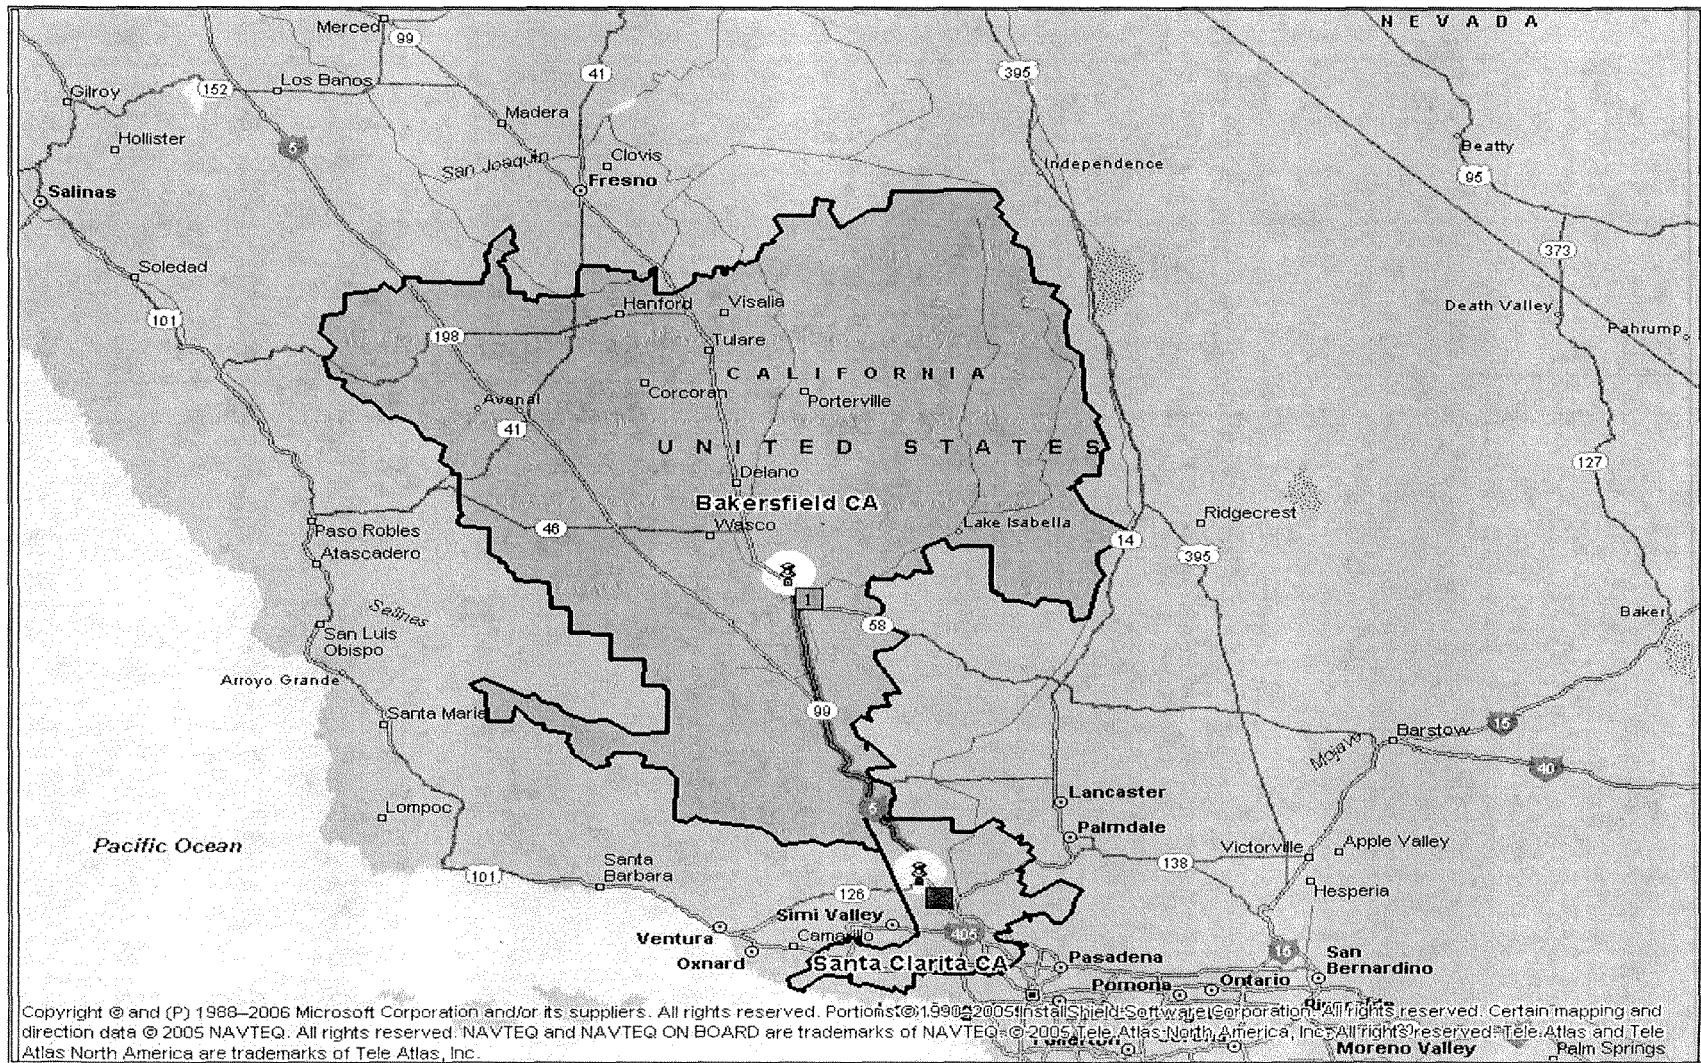 NEVADA
Merced
99
41
395
Los Banos
152
Gilroy
Madera
Hollister
5
Beatty
San Joaquin
Clovis
Independence
95
Fresno
Salinas
373
Soledad
Hanford
Visalia
Death Valley
101
Pahrump
198
Tulare
CALIFORNIA
Corcoran
Porterville
Avenal
41
UNITED STATES
127
Delano
Bakersfield CA
Ridgecrest
Wasco
Lake Isabella
46
Paso Robles
14
Atascadero
395
1
Salines
Baker
58
San Luis
Obispo
Arroyo Grande
99
Santa Maria
15
Barstow
Mojave
40
Lancaster
Lompoc
5
Palmdale
Pacific Ocean
Victorville
Apple Valley
Santa
Barbara
138
101
Hesperia
126
Simi Valley
405
Ventura
Camarillo
15
San
Bernardino
Oxnard
Santa Clarita CA
Pasadena
Pomona
Ontario
Copyright © and (P) 1988–2006 Microsoft Corporation and/or its suppliers. All rights reserved. Portions © 1990–2005 InstallShield Software Corporation. All rights reserved. Certain mapping and
direction data © 2005 NAVTEQ. All rights reserved. NAVTEQ and NAVTEQ ON BOARD are trademarks of NAVTEQ. © 2005 Tele Atlas North America, Inc. All rights reserved. Tele Atlas and Tele
Atlas North America are trademarks of Tele Atlas, Inc.
Fullerton
Moreno Valley
Palm Springs